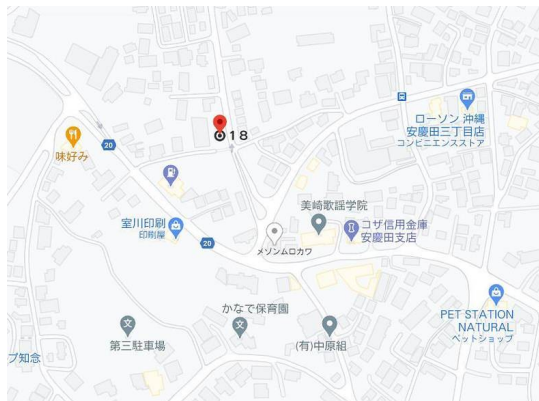 ローソン 沖縄
安慶田三丁目店
コンビニエンスストア
18
20
味好み
美崎歌謡学院
室川印刷
印刷屋
コザ信用金庫
安慶田支店
20
メゾンムロカワ
PET STATION
NATURAL
ペットショップ
かなで保育園
文
文
第三駐車場
(有)中原組
プ知念